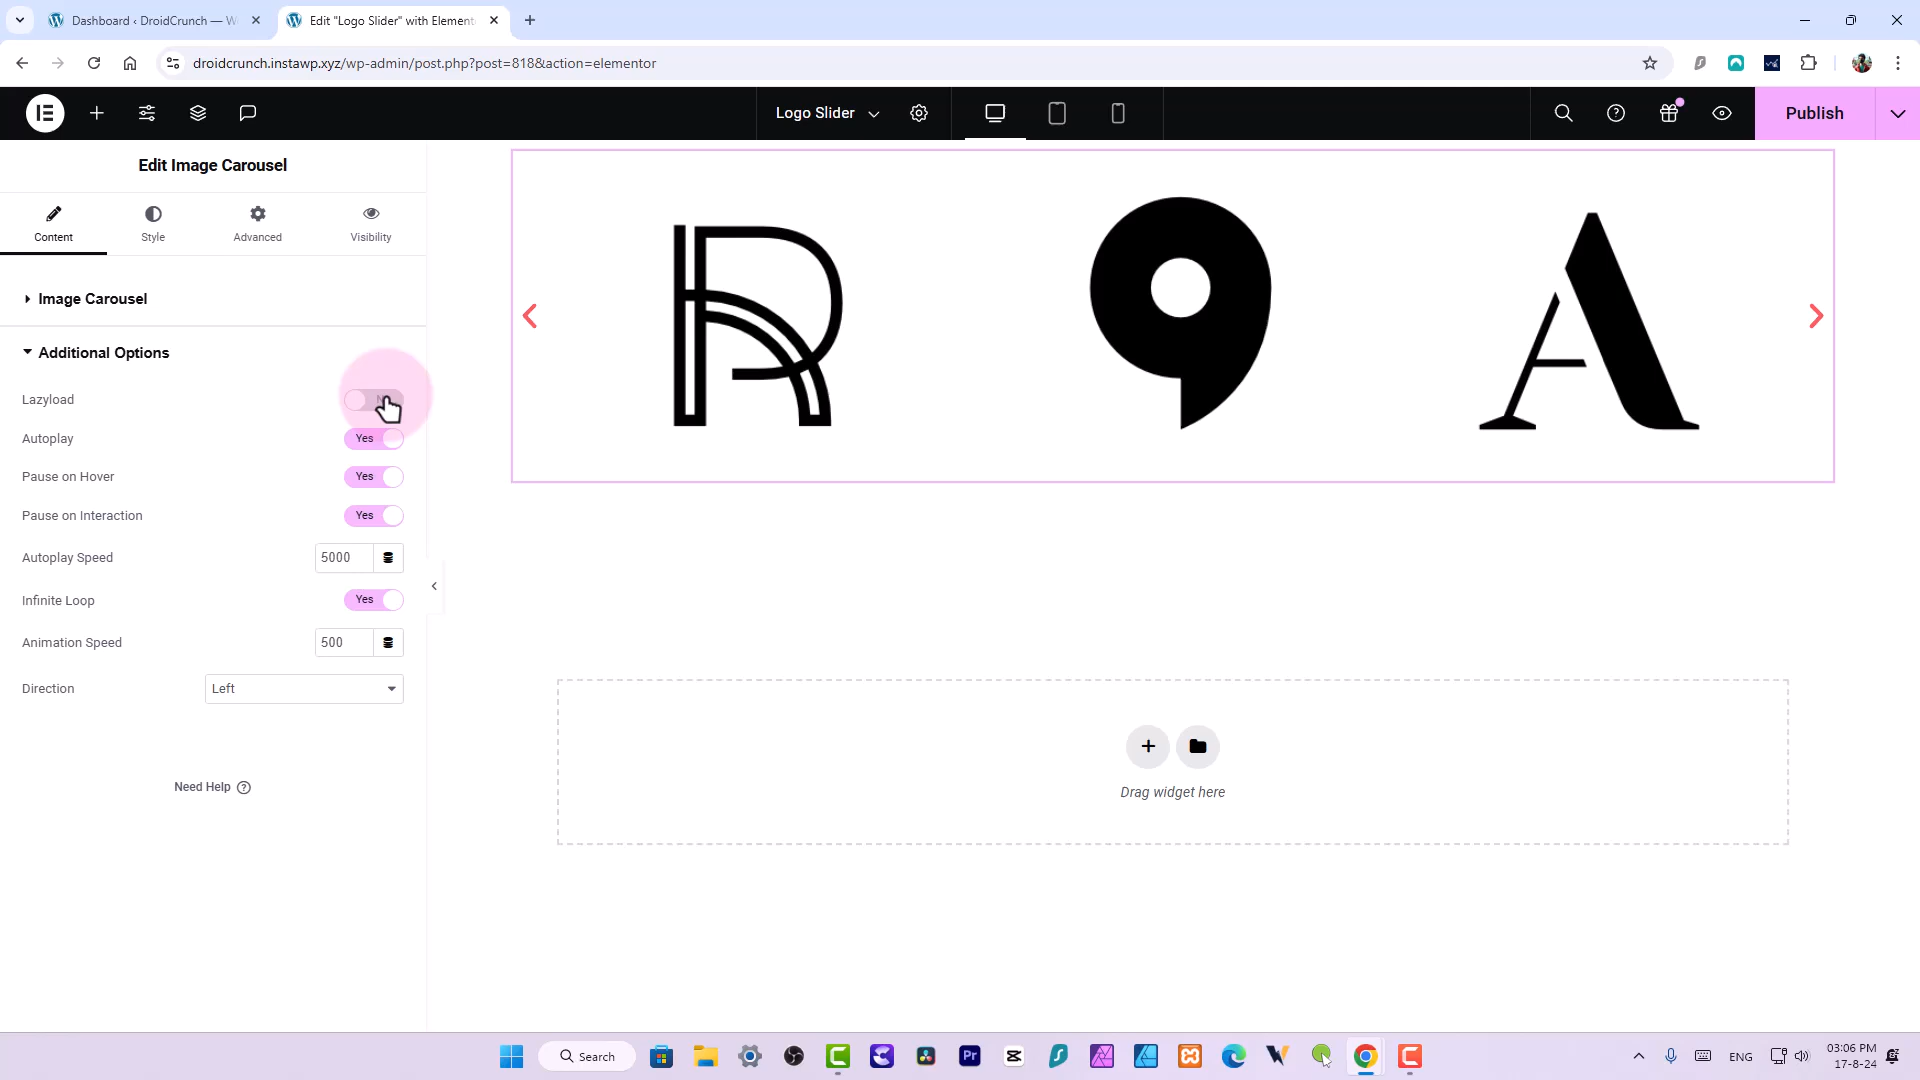 Dashboard ‹ DroidCrunch — W
Edit "Logo Slider" with Element
droidcrunch.instawp.xyz/wp-admin/post.php?post=818&action=elementor
Logo Slider
Publish
Edit Image Carousel
Content
Style
Advanced
Visibility
Image Carousel
Additional Options
Lazyload
Autoplay
Yes
Pause on Hover
Yes
Pause on Interaction
Yes
Autoplay Speed
5000
Infinite Loop
Yes
Animation Speed
500
Direction
Left
Need Help
R
A
Drag widget here
Search
Pr
ENG
03:06 PM
17-8-24